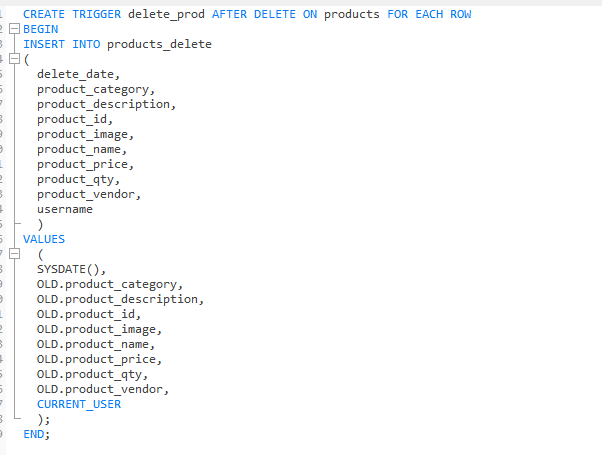 CREATE TRIGGER delete_prod AFTER DELETE ON products FOR EACH ROW
BEGIN
INSERT INTO products_delete
(
delete_date,
product_category,
product_description,
product_id,
product_image,
product_name,
product_price,
product_qty,
product_vendor,
username
)
VALUES
(
SYSDATE(),
OLD.product_category,
OLD.product_description,
OLD.product_id,
OLD.product_image,
OLD.product_name,
OLD.product_price,
OLD.product_qty,
OLD.product_vendor,
CURRENT_USER
);
END;